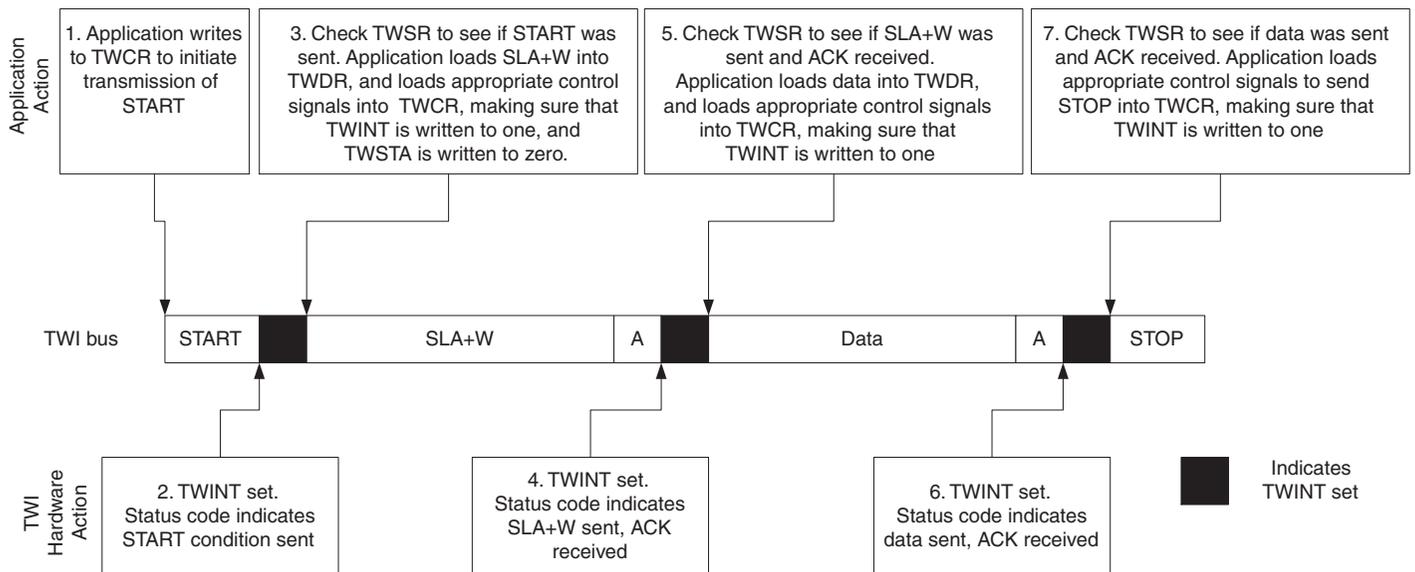 Application
Action
1. Application writes
to TWCR to initiate
transmission of
START
3. Check TWSR to see if START was
sent. Application loads SLA+W into
TWDR, and loads appropriate control
signals into TWCR, making sure that
TWINT is written to one, and
TWSTA is written to zero.
5. Check TWSR to see if SLA+W was
sent and ACK received.
Application loads data into TWDR,
and loads appropriate control signals
into TWCR, making sure that
TWINT is written to one
7. Check TWSR to see if data was sent
and ACK received. Application loads
appropriate control signals to send
STOP into TWCR, making sure that
TWINT is written to one
TWI bus
START
SLA+W
A
Data
A
STOP
TWI
Hardware
Action
2. TWINT set.
Status code indicates
START condition sent
4. TWINT set.
Status code indicates
SLA+W sent, ACK
received
6. TWINT set.
Status code indicates
data sent, ACK received
Indicates
TWINT set